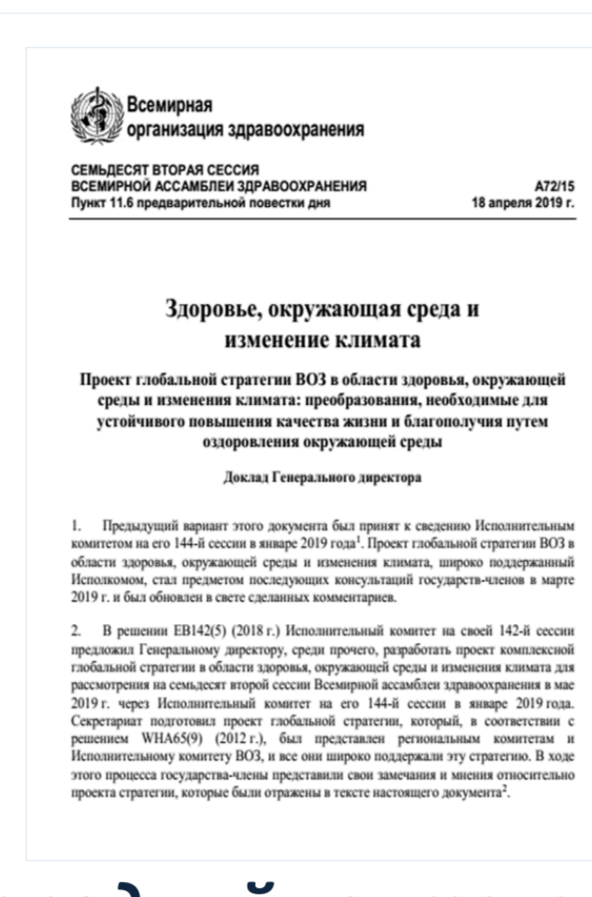 Всемирная
организация здравоохранения
СЕМЬДЕСЯТ ВТОРАЯ СЕССИЯ
ВСЕМИРНОЙ АССАМБЛЕИ ЗДРАВООХРАНЕНИЯ A72/15
Пункт 11.6 предварительной повестки дня 18 апреля 2019 г.
Здоровье, окружающая среда и
изменение климата
Проект глобальной стратегии ВОЗ в области здоровья, окружающей
среды и изменения климата: преобразования, необходимые для
устойчивого повышения качества жизни и благополучия путем
оздоровления окружающей среды
Доклад Генерального директора
1. Предыдущий вариант этого документа был принят к сведению Исполнительным
комитетом на его 144-й сессии в январе 2019 года¹. Проект глобальной стратегии ВОЗ в
области здоровья, окружающей среды и изменения климата, широко поддержанный
Исполкомом, стал предметом последующих консультаций государств-членов в марте
2019 г. и был обновлен в свете сделанных комментариев.
2. В решении EB142(5) (2018 г.) Исполнительный комитет на своей 142-й сессии
предложил Генеральному директору, среди прочего, разработать проект комплексной
глобальной стратегии в области здоровья, окружающей среды и изменения климата для
рассмотрения на семьдесят второй сессии Всемирной ассамблеи здравоохранения в мае
2019 г. через Исполнительный комитет на его 144-й сессии в январе 2019 года.
Секретариат подготовил проект глобальной стратегии, который, в соответствии с
решением WHA65(9) (2012 г.), был представлен региональным комитетам и
Исполнительному комитету ВОЗ, и все они широко поддержали эту стратегию. В ходе
этого процесса государства-члены представили свои замечания и мнения относительно
проекта стратегии, которые были отражены в тексте настоящего документа².